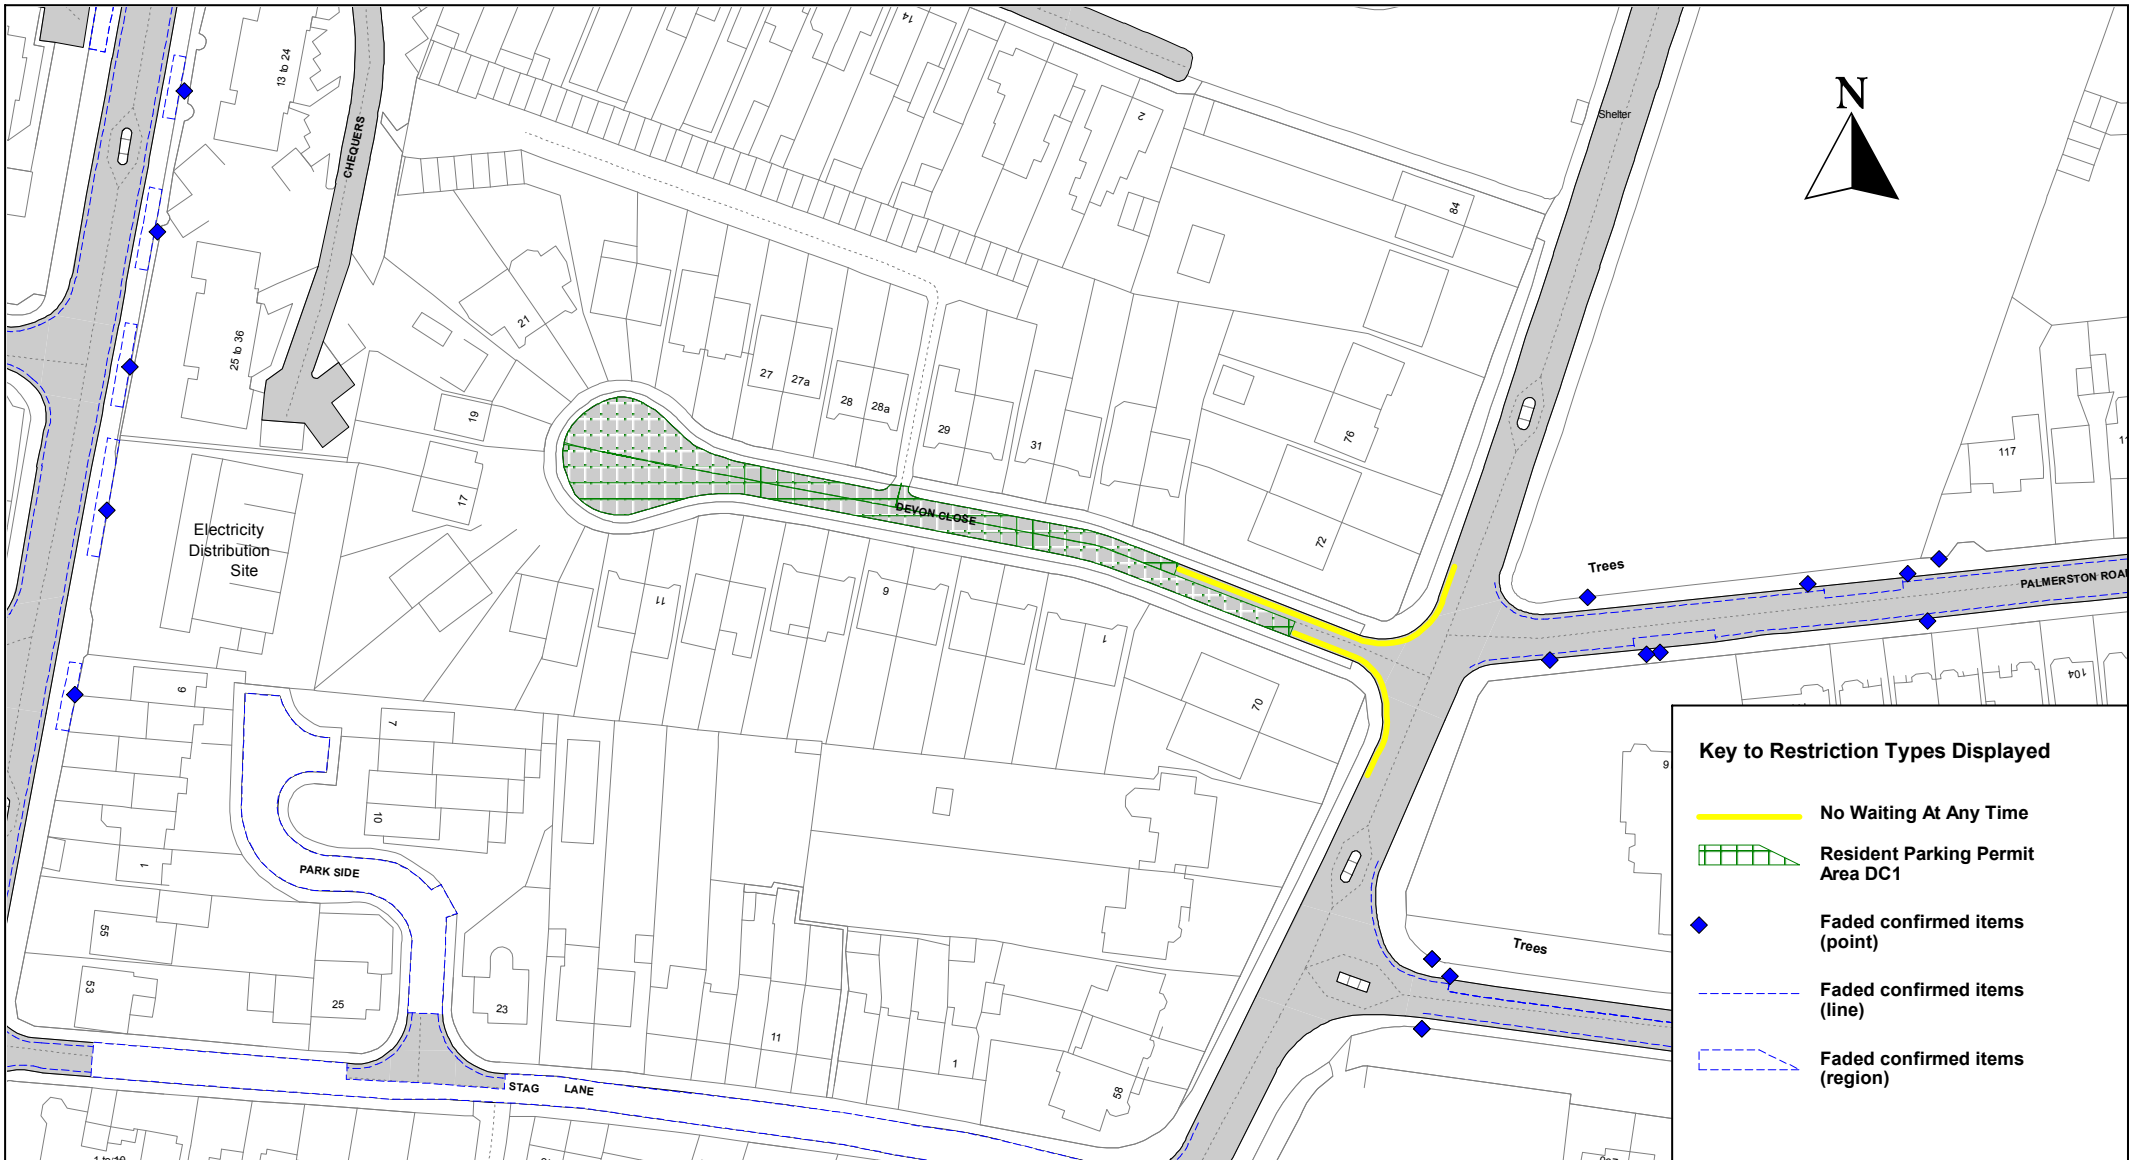 14
13 to 24
CHEQUERS
2
Shelter
N
84
21
25 to 36
27
27a
28
28a
29
31
76
19
17
117
72
DEVON CLOSE
Electricity
Distribution
Site
Trees
PALMERSTON ROAD
11
9
1
104
9
70
7
10
1
PARK SIDE
55
53
25
23
11
1
58
STAG LANE
Trees
9
Key to Restriction Types Displayed
No Waiting At Any Time
Resident Parking Permit
Area DC1
Faded confirmed items
(point)
Faded confirmed items
(line)
Faded confirmed items
(region)